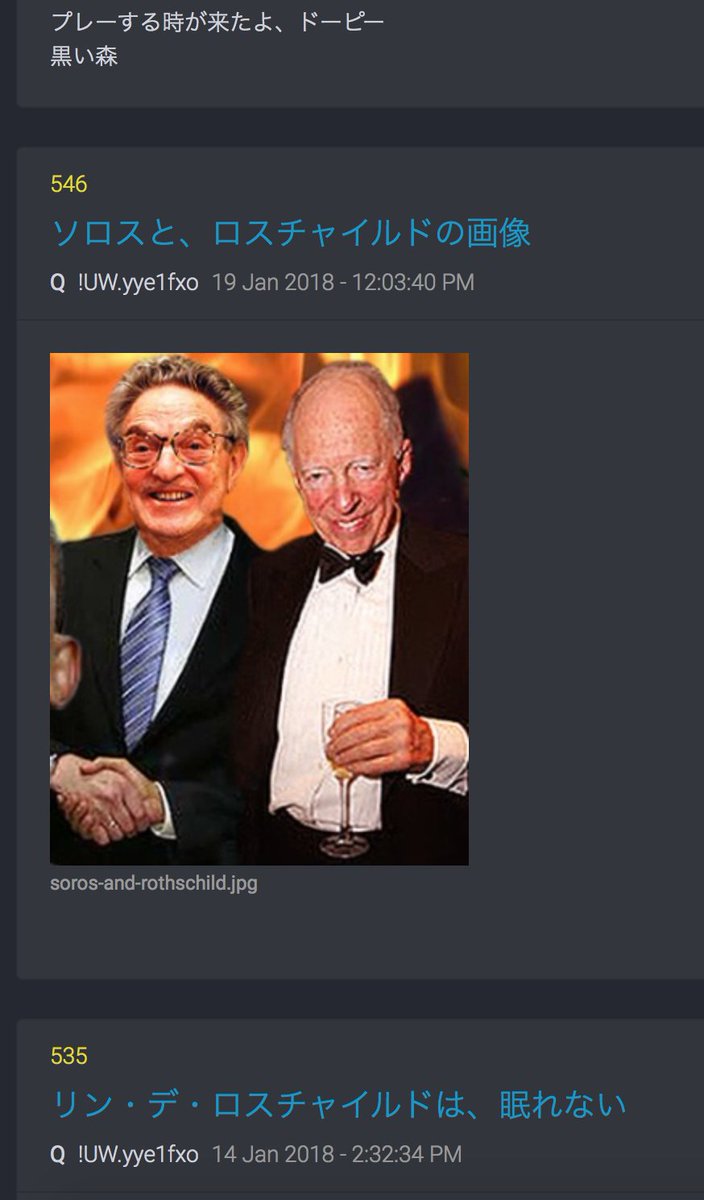 プレーする時が来たよ、ドーピー
黒い森
546
ソロスと、ロスチャイルドの画像
Q !UW.yye1fxo 19 Jan 2018 - 12:03:40 PM
soros-and-rothschild.jpg
535
リン・デ・ロスチャイルドは、眠れない
Q !UW.yye1fxo 14 Jan 2018 - 2:32:34 PM